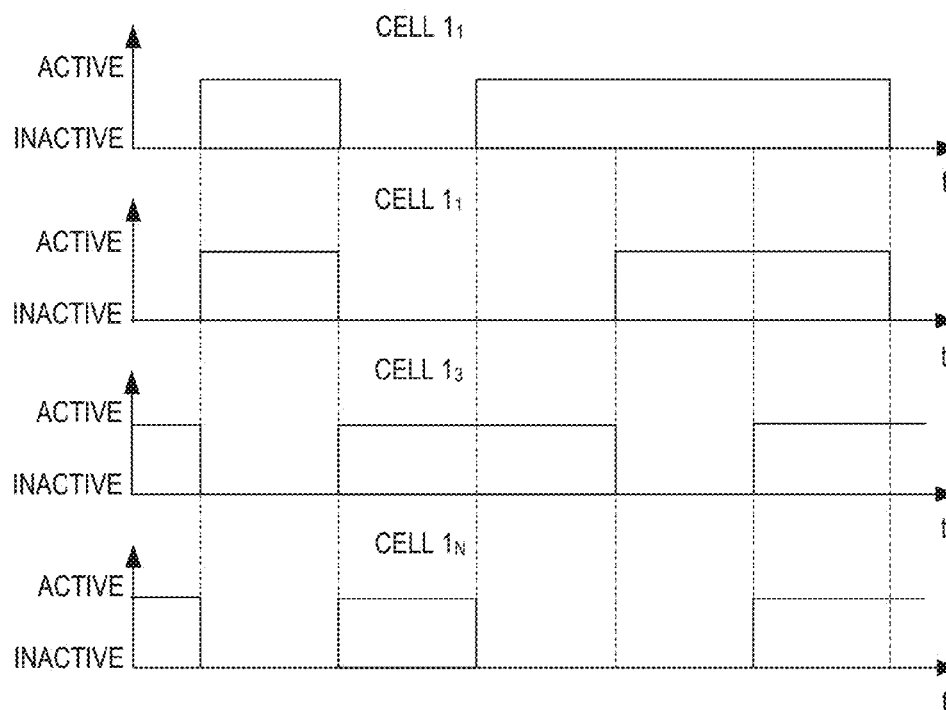 CELL 1₁
ACTIVE
INACTIVE
t
CELL 1₁
ACTIVE
INACTIVE
t
CELL 1₃
ACTIVE
INACTIVE
t
CELL 1N
ACTIVE
INACTIVE
t